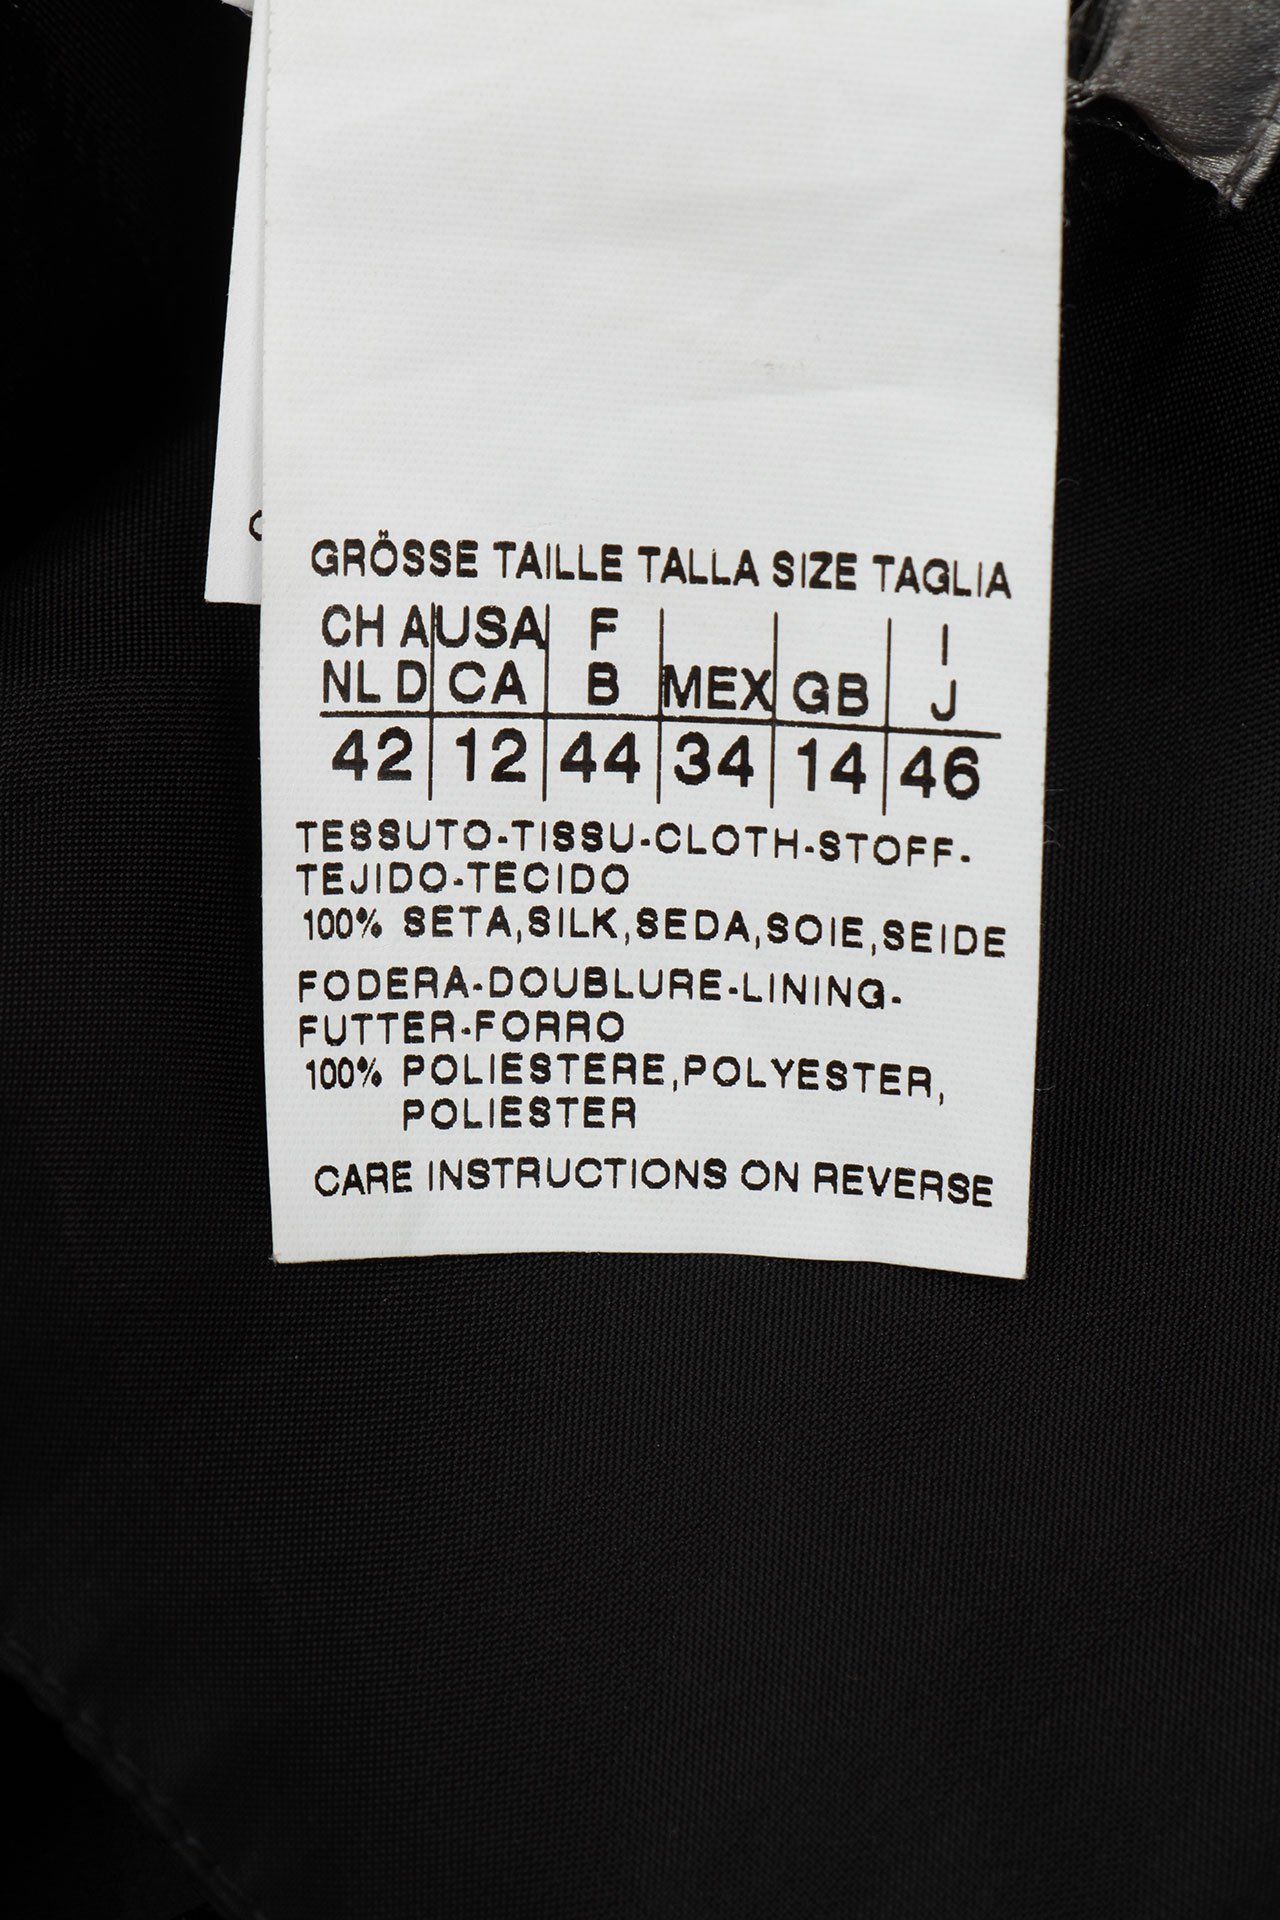 GRÖSSE TAILLE TALLA SIZE TAGLIA
CH A USA F I
NL D CA B MEX GB J
42 12 44 34 14 46
TESSUTO-TISSU-CLOTH-STOFF-
TEJIDO-TECIDO
100% SETA,SILK,SEDA,SOIE,SEIDE
FODERA-DOUBLURE-LINING-
FUTTER-FORRO
100% POLIESTERE,POLYESTER,
POLIESTER
CARE INSTRUCTIONS ON REVERSE